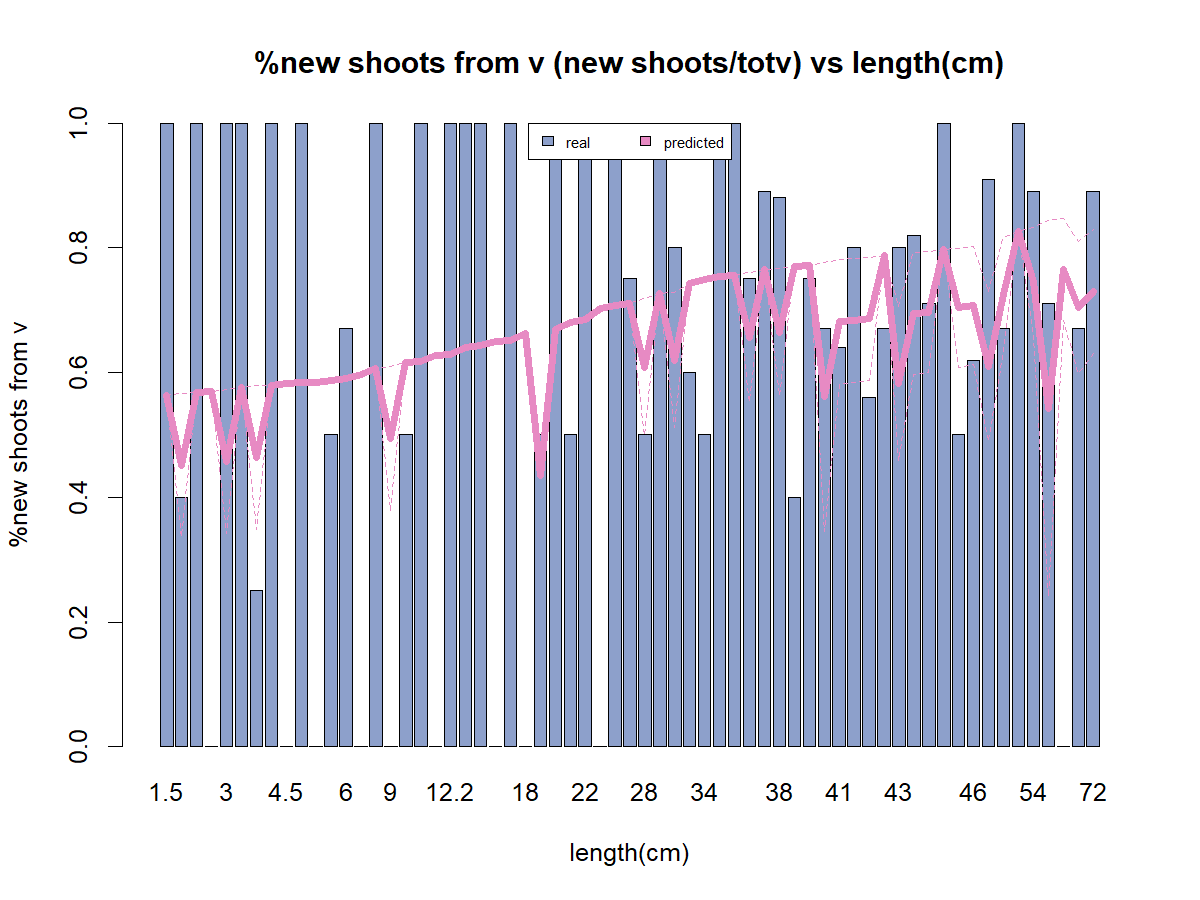 %new shoots from v (new shoots/totv) vs length(cm)
real predicted
%new shoots from v
1.0
0.8
0.6
0.4
0.2
0.0
1.5 3 4.5 6 9 12.2 18 22 28 34 38 41 43 46 54 72
length(cm)